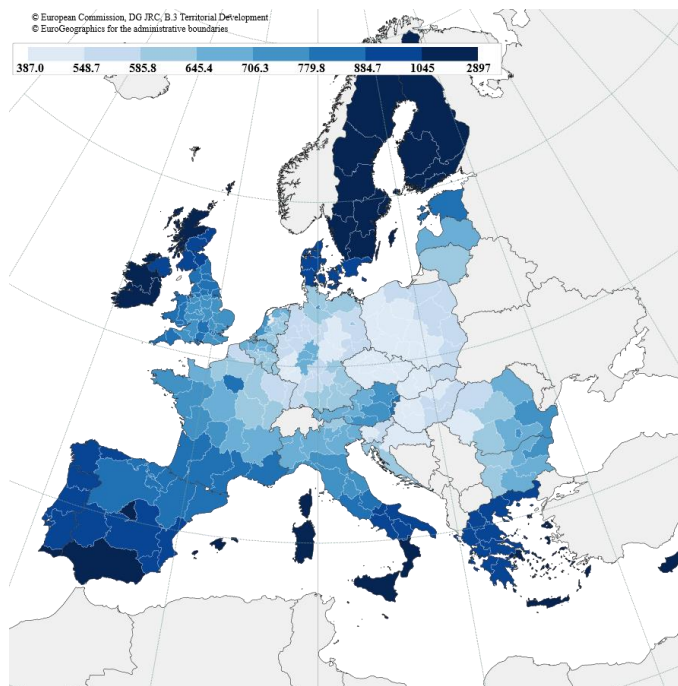 © European Commission, DG JRC, B.3 Territorial Development
© EuroGeographics for the administrative boundaries
387.0 548.7 585.8 645.4 706.3 779.8 884.7 1045 2897